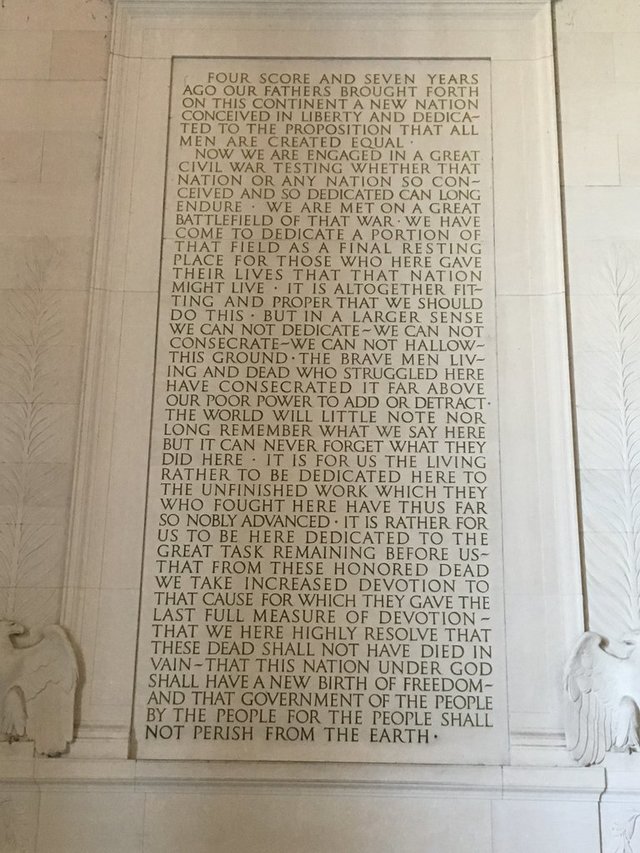 FOUR SCORE AND SEVEN YEARS
AGO OUR FATHERS BROUGHT FORTH
ON THIS CONTINENT A NEW NATION
CONCEIVED IN LIBERTY AND DEDICA~
TED TO THE PROPOSITION THAT ALL
MEN ARE CREATED EQUAL ·
NOW WE ARE ENGAGED IN A GREAT
CIVIL WAR TESTING WHETHER THAT
NATION OR ANY NATION SO CON~
CEIVED AND SO DEDICATED CAN LONG
ENDURE · WE ARE MET ON A GREAT
BATTLEFIELD OF THAT WAR · WE HAVE
COME TO DEDICATE A PORTION OF
THAT FIELD AS A FINAL RESTING
PLACE FOR THOSE WHO HERE GAVE
THEIR LIVES THAT THAT NATION
MIGHT LIVE · IT IS ALTOGETHER FIT~
TING AND PROPER THAT WE SHOULD
DO THIS · BUT IN A LARGER SENSE
WE CAN NOT DEDICATE~WE CAN NOT
CONSECRATE~WE CAN NOT HALLOW~
THIS GROUND · THE BRAVE MEN LIV~
ING AND DEAD WHO STRUGGLED HERE
HAVE CONSECRATED IT FAR ABOVE
OUR POOR POWER TO ADD OR DETRACT ·
THE WORLD WILL LITTLE NOTE NOR
LONG REMEMBER WHAT WE SAY HERE
BUT IT CAN NEVER FORGET WHAT THEY
DID HERE · IT IS FOR US THE LIVING
RATHER TO BE DEDICATED HERE TO
THE UNFINISHED WORK WHICH THEY
WHO FOUGHT HERE HAVE THUS FAR
SO NOBLY ADVANCED · IT IS RATHER FOR
US TO BE HERE DEDICATED TO THE
GREAT TASK REMAINING BEFORE US~
THAT FROM THESE HONORED DEAD
WE TAKE INCREASED DEVOTION TO
THAT CAUSE FOR WHICH THEY GAVE THE
LAST FULL MEASURE OF DEVOTION~
THAT WE HERE HIGHLY RESOLVE THAT
THESE DEAD SHALL NOT HAVE DIED IN
VAIN~THAT THIS NATION UNDER GOD
SHALL HAVE A NEW BIRTH OF FREEDOM~
AND THAT GOVERNMENT OF THE PEOPLE
BY THE PEOPLE FOR THE PEOPLE SHALL
NOT PERISH FROM THE EARTH ·